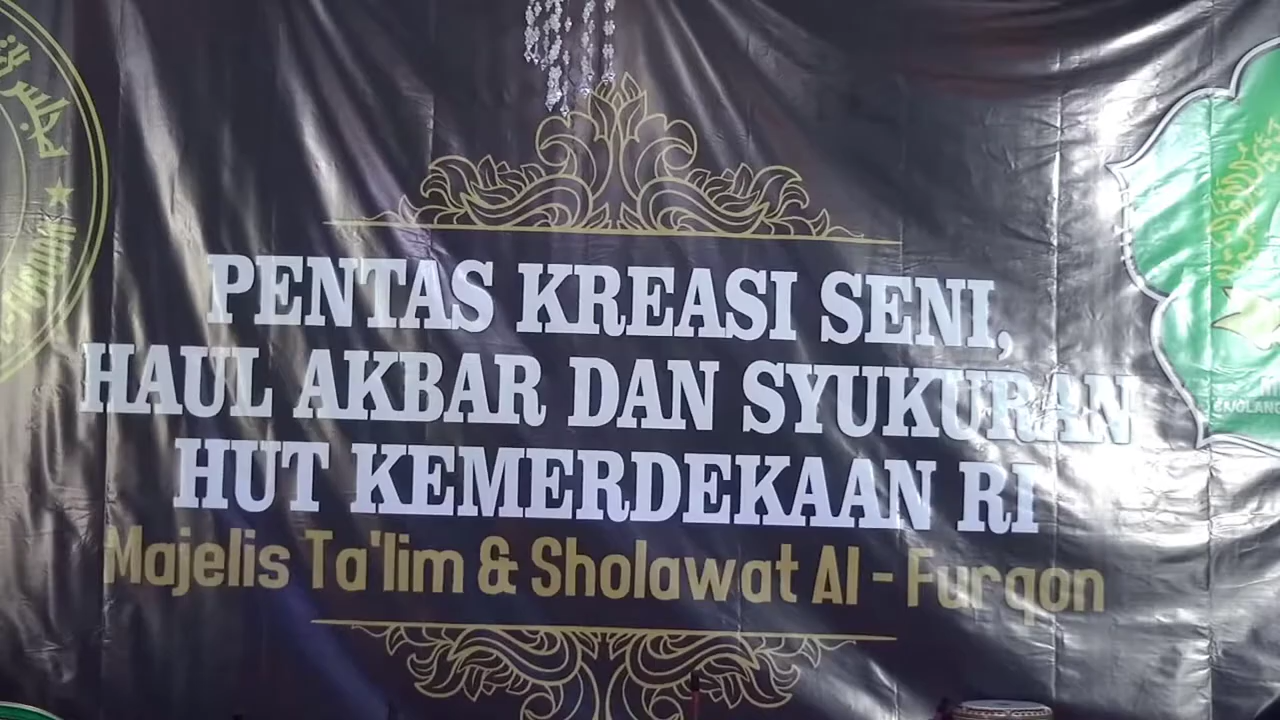 PENTAS KREASI SENI,
HAUL AKBAR DAN SYUKURAN
HUT KEMERDEKAAN RI
Majelis Ta'lim & Sholawat Al - Furqon